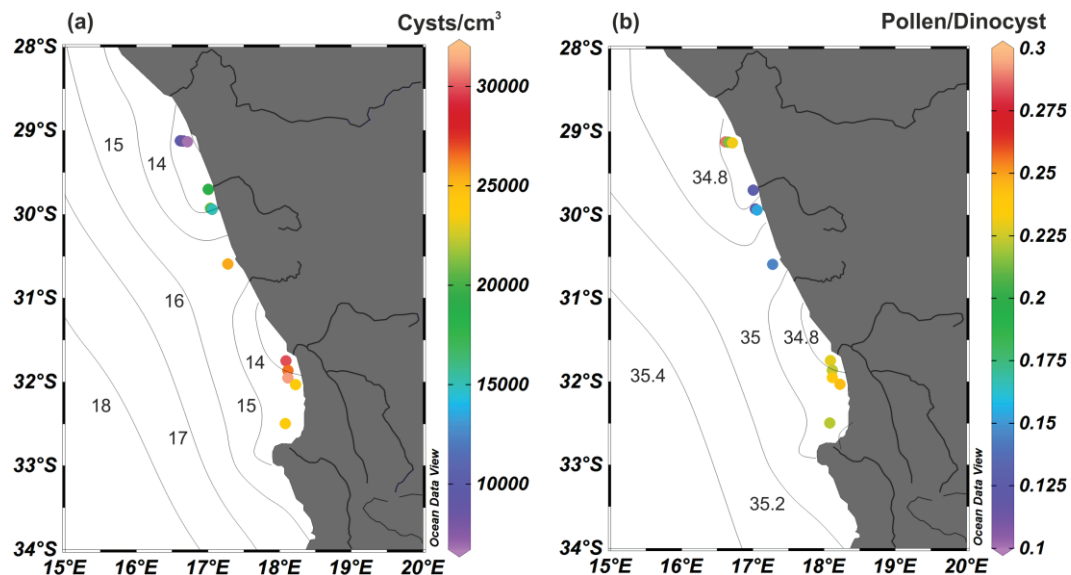 (a) Cysts/cm³
28°S
29°S
30°S
31°S
32°S
33°S
34°S
15°E 16°E 17°E 18°E 19°E 20°E
15
14
16
14
15
18
17
30000
25000
20000
15000
10000
Ocean Data View
(b) Pollen/Dinocyst
28°S
29°S
30°S
31°S
32°S
33°S
34°S
15°E 16°E 17°E 18°E 19°E 20°E
34.8
35
34.8
35.4
35.2
0.3
0.275
0.25
0.225
0.2
0.175
0.15
0.125
0.1
Ocean Data View